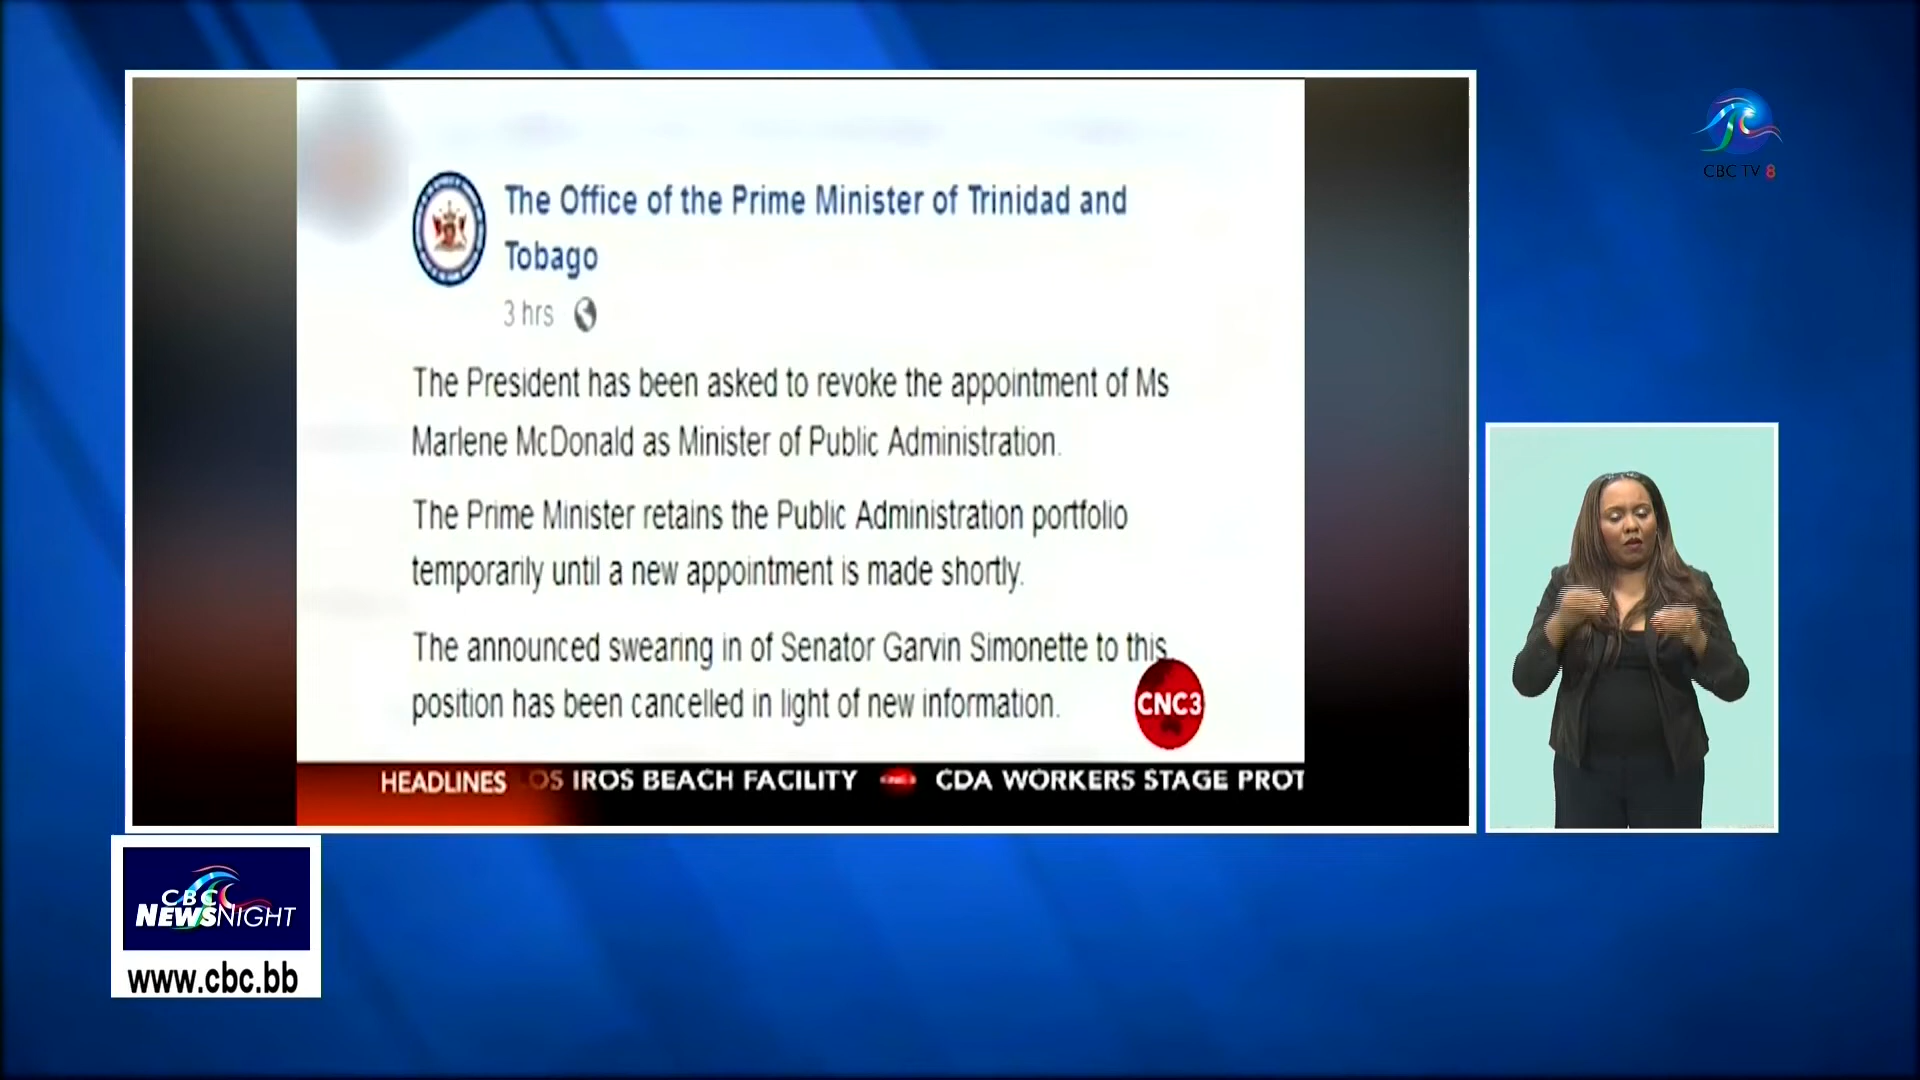 CBC TV 8
The Office of the Prime Minister of Trinidad and
Tobago
3 hrs
The President has been asked to revoke the appointment of Ms
Marlene McDonald as Minister of Public Administration.
The Prime Minister retains the Public Administration portfolio
temporarily until a new appointment is made shortly.
The announced swearing in of Senator Garvin Simonette to this
position has been cancelled in light of new information.
CNC3
HEADLINES OS IROS BEACH FACILITY CDA WORKERS STAGE PROT
CBC
NEWSNIGHT
www.cbc.bb